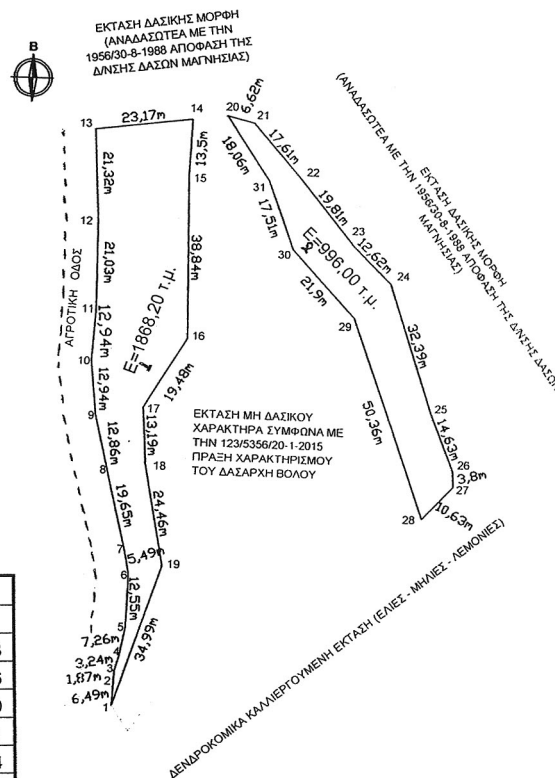 ΕΚΤΑΣΗ ΔΑΣΙΚΗΣ ΜΟΡΦΗ
(ΑΝΑΔΑΣΩΤΕΑ ΜΕ ΤΗΝ
1956/30-8-1988 ΑΠΟΦΑΣΗ ΤΗΣ
Δ/ΝΣΗΣ ΔΑΣΩΝ ΜΑΓΝΗΣΙΑΣ)
Β
13
23,17m
14
20
6,62m
21
13,5m
18,06m
17,61m
15
31
22
21,32m
17,51m
19,81m
12
23
12,62m
30
24
21,03m
38,84m
Ε=996,00 τ.μ.
21,9m
11
12,94m
Ε=1868,20 τ.μ.
16
29
32,39m
10
12,94m
19,48m
9
17
25
12,86m
13,19m
50,36m
14,63m
8
18
26
3,8m
27
19,65m
24,46m
28
10,63m
7
5,49m
19
6
12,55m
34,99m
5
7,26m
4
3,24m
3
1,87m
2
6,49m
1
ΑΓΡΟΤΙΚΗ ΟΔΟΣ
ΕΚΤΑΣΗ ΜΗ ΔΑΣΙΚΟΥ
ΧΑΡΑΚΤΗΡΑ ΣΥΜΦΩΝΑ ΜΕ
ΤΗΝ 123/5356/20-1-2015
ΠΡΑΞΗ ΧΑΡΑΚΤΗΡΙΣΜΟΥ
ΤΟΥ ΔΑΣΑΡΧΗ ΒΟΛΟΥ
ΕΚΤΑΣΗ ΔΑΣΙΚΗΣ ΜΟΡΦΗ
(ΑΝΑΔΑΣΩΤΕΑ ΜΕ ΤΗΝ 1956/30-8-1988 ΑΠΟΦΑΣΗ ΤΗΣ Δ/ΝΣΗΣ ΔΑΣΩΝ
ΜΑΓΝΗΣΙΑΣ)
ΔΕΝΔΡΟΚΟΜΙΚΑ ΚΑΛΛΙΕΡΓΟΥΜΕΝΗ ΕΚΤΑΣΗ (ΕΛΙΕΣ - ΜΗΛΙΕΣ - ΛΕΜΟΝΙΕΣ)